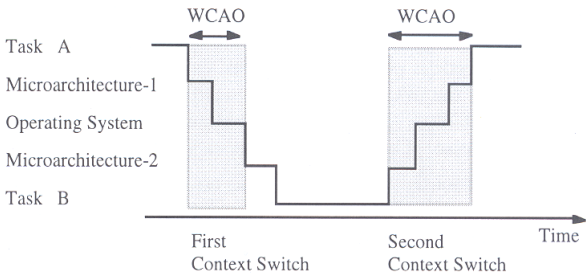 WCAO
WCAO
Task A
Microarchitecture-1
Operating System
Microarchitecture-2
Task B
Time
First
Context Switch
Second
Context Switch